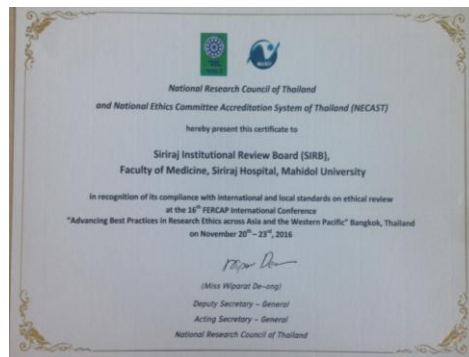 National Research Council of Thailand
and National Ethics Committee Accreditation System of Thailand (NECAST)
hereby present this certificate to
Siriraj Institutional Review Board (SIRB),
Faculty of Medicine, Siriraj Hospital, Mahidol University
in recognition of its compliance with international and local standards on ethical review
at the 16th FERCAP International Conference
"Advancing Best Practices in Research Ethics across Asia and the Western Pacific" Bangkok, Thailand
on November 20th – 23rd, 2016
(Miss Wiparat De-ong)
Deputy Secretary – General
Acting Secretary – General
National Research Council of Thailand